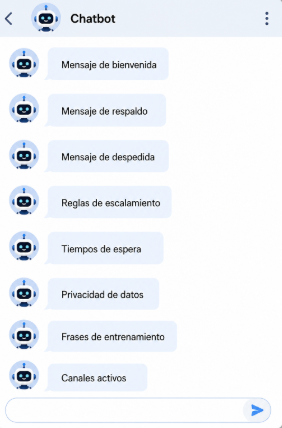 Chatbot
Mensaje de bienvenida
Mensaje de respaldo
Mensaje de despedida
Reglas de escalamiento
Tiempos de espera
Privacidad de datos
Frases de entrenamiento
Canales activos